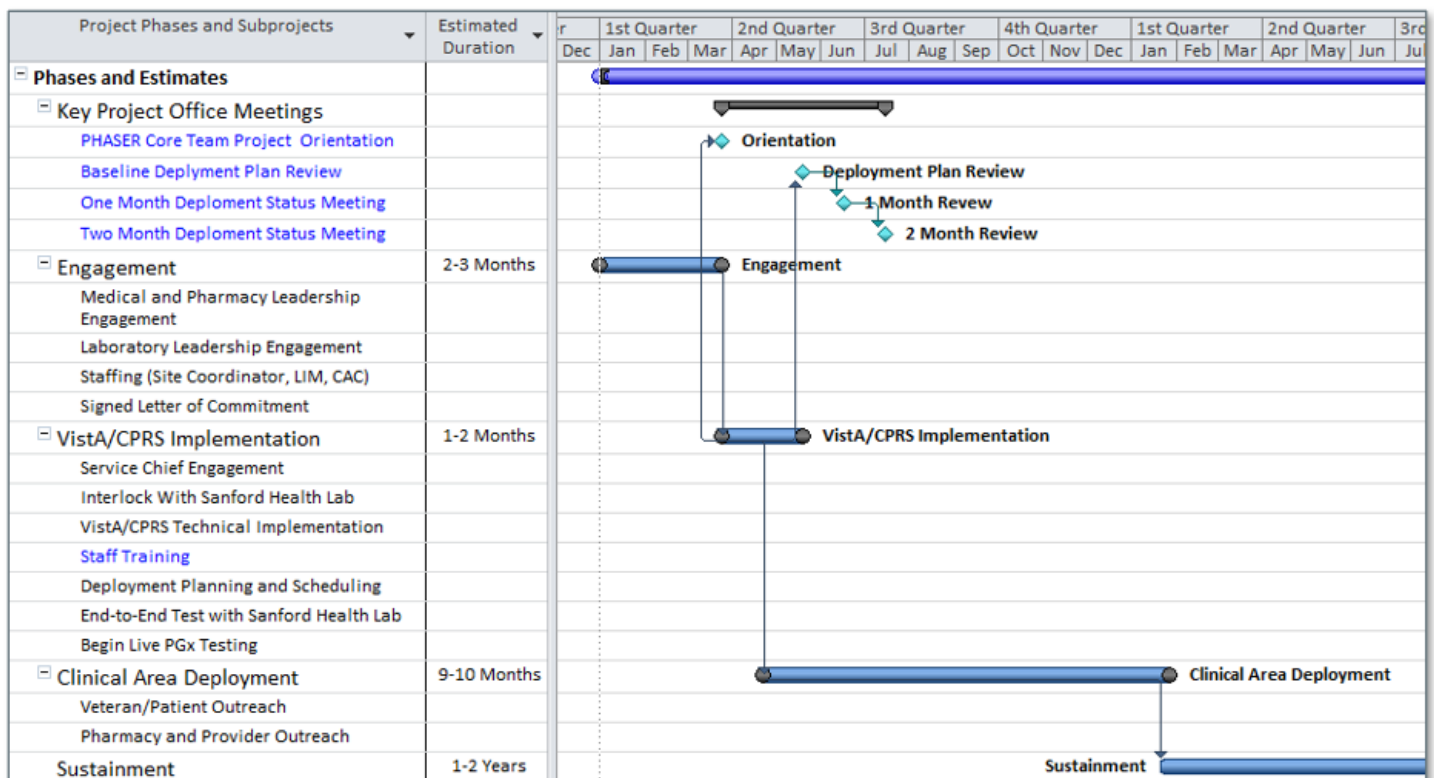 Project Phases and Subprojects
Estimated Duration
r 1st Quarter 2nd Quarter 3rd Quarter 4th Quarter 1st Quarter 2nd Quarter 3rd
Dec Jan Feb Mar Apr May Jun Jul Aug Sep Oct Nov Dec Jan Feb Mar Apr May Jun Jul
Phases and Estimates
Key Project Office Meetings
PHASER Core Team Project Orientation Orientation
Baseline Deplyment Plan Review Deployment Plan Review
One Month Deploment Status Meeting 1 Month Revew
Two Month Deploment Status Meeting 2 Month Review
Engagement 2-3 Months Engagement
Medical and Pharmacy Leadership
Engagement
Laboratory Leadership Engagement
Staffing (Site Coordinator, LIM, CAC)
Signed Letter of Commitment
VistA/CPRS Implementation 1-2 Months VistA/CPRS Implementation
Service Chief Engagement
Interlock With Sanford Health Lab
VistA/CPRS Technical Implementation
Staff Training
Deployment Planning and Scheduling
End-to-End Test with Sanford Health Lab
Begin Live PGx Testing
Clinical Area Deployment 9-10 Months Clinical Area Deployment
Veteran/Patient Outreach
Pharmacy and Provider Outreach
Sustainment 1-2 Years Sustainment